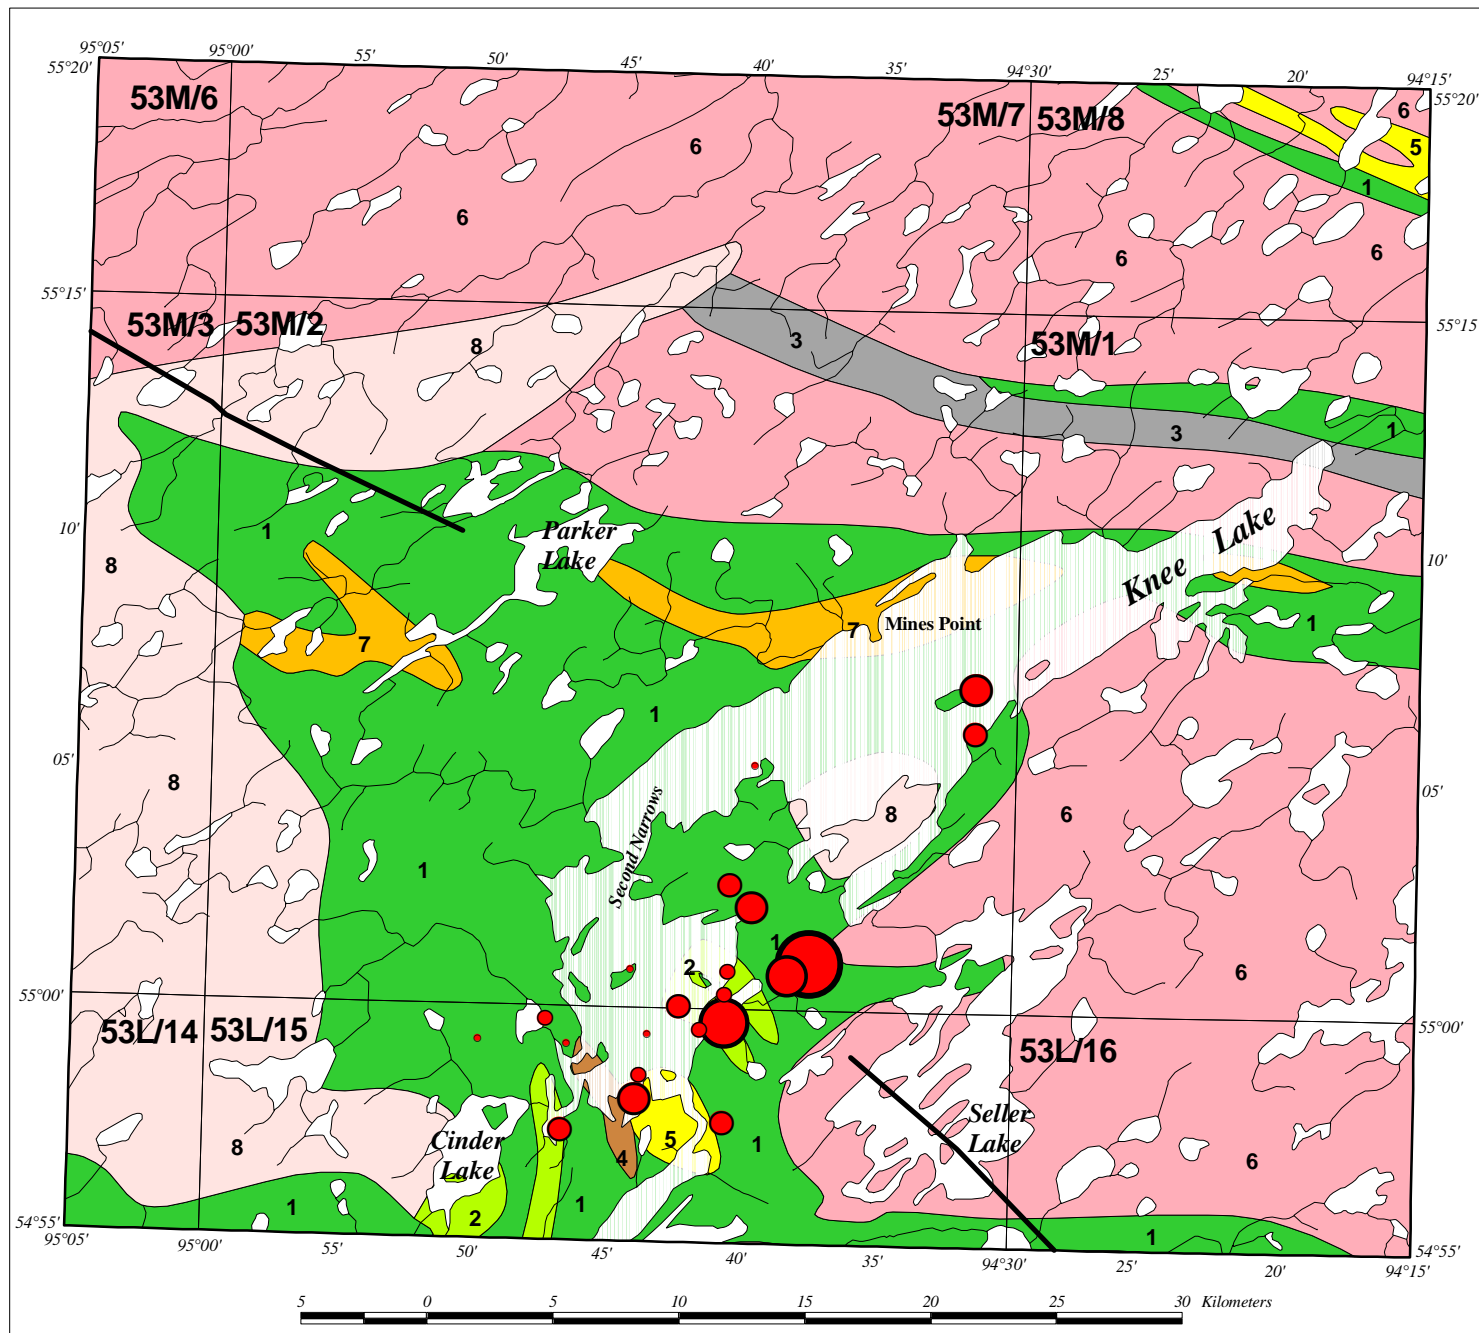 95°05' 95°00' 55' 50' 45' 40' 35' 94°30' 25' 20' 94°15'
55°20' 55°20'
53M/6 53M/7 53M/8
6
6
5
1
6
6
6
6
55°15' 55°15'
53M/3 53M/2 53M/1
8
3
3
1
10' 10'
1
8
Parker
Lake
Knee Lake
7
7
Mines Point
1
1
05' 05'
8
8
6
Second Narrows
1
1
2
6
55°00' 55°00'
53L/14 53L/15 53L/16
Cinder
Lake
Seller
Lake
8
5
4
1
6
1
2
1
1
54°55' 54°55'
95°05' 95°00' 55' 50' 45' 40' 35' 94°30' 25' 20' 94°15'
5 0 5 10 15 20 25 30 Kilometers